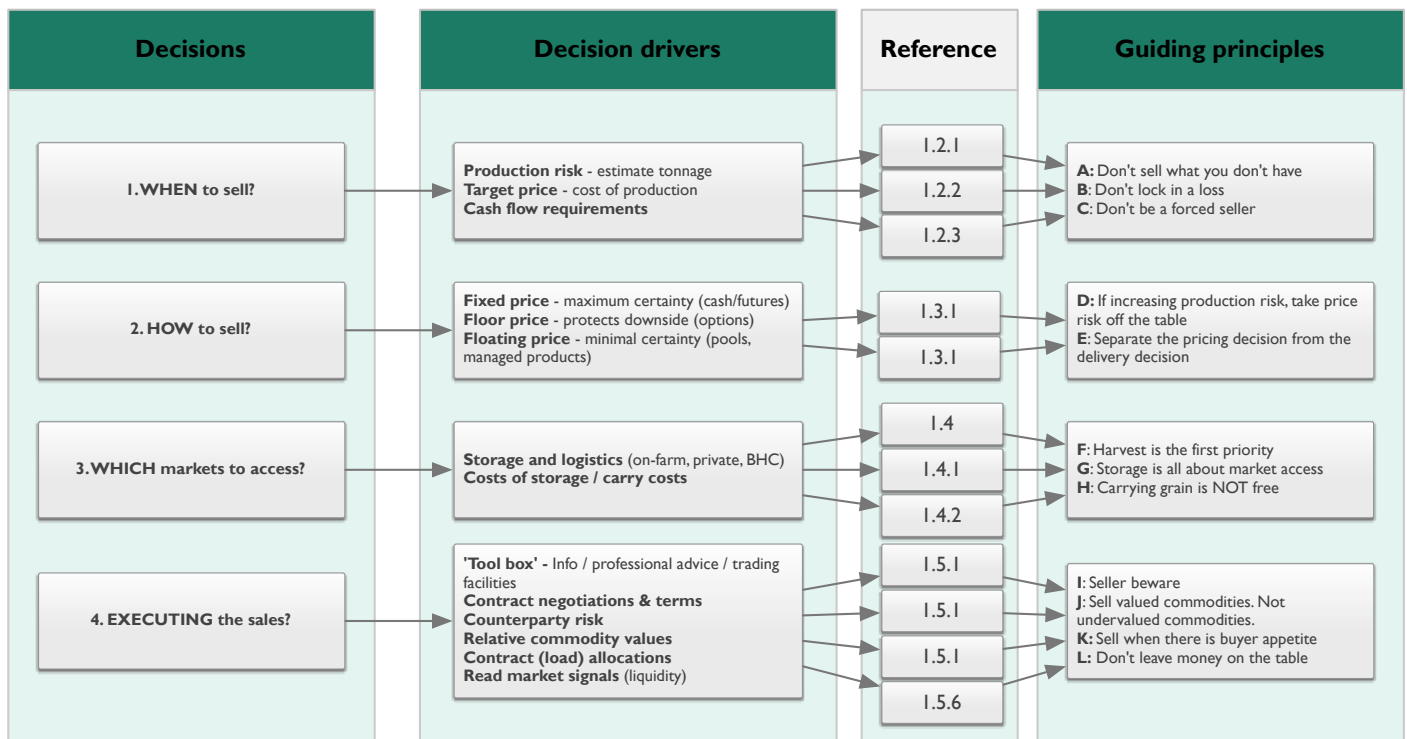 Decisions
Decision drivers
Reference
Guiding principles
1. WHEN to sell?
Production risk - estimate tonnage
Target price - cost of production
Cash flow requirements
1.2.1
1.2.2
1.2.3
A: Don't sell what you don't have
B: Don't lock in a loss
C: Don't be a forced seller
2. HOW to sell?
Fixed price - maximum certainty (cash/futures)
Floor price - protects downside (options)
Floating price - minimal certainty (pools,
managed products)
1.3.1
1.3.1
D: If increasing production risk, take price
risk off the table
E: Separate the pricing decision from the
delivery decision
3. WHICH markets to access?
Storage and logistics (on-farm, private, BHC)
Costs of storage / carry costs
1.4
1.4.1
1.4.2
F: Harvest is the first priority
G: Storage is all about market access
H: Carrying grain is NOT free
4. EXECUTING the sales?
'Tool box' - Info / professional advice / trading
facilities
Contract negotiations & terms
Counterparty risk
Relative commodity values
Contract (load) allocations
Read market signals (liquidity)
1.5.1
1.5.1
1.5.1
1.5.6
I: Seller beware
J: Sell valued commodities. Not
undervalued commodities.
K: Sell when there is buyer appetite
L: Don't leave money on the table